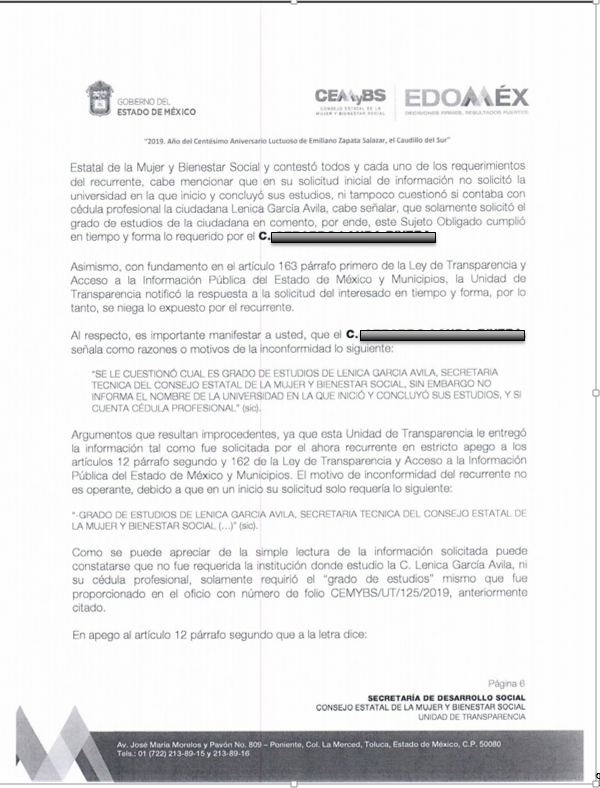 GOBIERNO DEL
ESTADO DE MÉXICO
CEMyBS
CONSEJO ESTATAL DE LA
MUJER Y BIENESTAR SOCIAL
EDOMÉX
DECISIONES FIRMES, RESULTADOS FUERTES.
"2019. Año del Centésimo Aniversario Luctuoso de Emiliano Zapata Salazar, el Caudillo del Sur"
Estatal de la Mujer y Bienestar Social y contestó todos y cada uno de los requerimientos
del recurrente, cabe mencionar que en su solicitud inicial de información no solicitó la
universidad en la que inicio y concluyó sus estudios, ni tampoco cuestionó si contaba con
cédula profesional la ciudadana Lenica García Avila, cabe señalar, que solamente solicitó el
grado de estudios de la ciudadana en comento, por ende, este Sujeto Obligado cumplió
en tiempo y forma lo requerido por el C.
Asimismo, con fundamento en el artículo 163 párrafo primero de la Ley de Transparencia y
Acceso a la Información Pública del Estado de México y Municipios, la Unidad de
Transparencia notificó la respuesta a la solicitud del interesado en tiempo y forma, por lo
tanto, se niega lo expuesto por el recurrente.
Al respecto, es importante manifestar a usted, que el C.
señala como razones o motivos de la inconformidad lo siguiente:
"SE LE CUESTIONÓ CUAL ES GRADO DE ESTUDIOS DE LENICA GARCIA AVILA, SECRETARIA
TECNICA DEL CONSEJO ESTATAL DE LA MUJER Y BIENESTAR SOCIAL, SIN EMBARGO NO
INFORMA EL NOMBRE DE LA UNIVERSIDAD EN LA QUE INICIÓ Y CONCLUYÓ SUS ESTUDIOS, Y SI
CUENTA CÉDULA PROFESIONAL" (sic).
Argumentos que resultan improcedentes, ya que esta Unidad de Transparencia le entregó
la información tal como fue solicitada por el ahora recurrente en estricto apego a los
artículos 12 párrafo segundo y 162 de la Ley de Transparencia y Acceso a la Información
Pública del Estado de México y Municipios. El motivo de inconformidad del recurrente no
es operante, debido a que en un inicio su solicitud solo requería lo siguiente:
"-GRADO DE ESTUDIOS DE LENICA GARCIA AVILA, SECRETARIA TECNICA DEL CONSEJO ESTATAL DE
LA MUJER Y BIENESTAR SOCIAL (...)" (sic).
Como se puede apreciar de la simple lectura de la información solicitada puede
constatarse que no fue requerida la institución donde estudio la C. Lenica García Avila, ni
su cédula profesional, solamente requirió el "grado de estudios" mismo que fue
proporcionado en el oficio con número de folio CEMYBS/UT/125/2019, anteriormente
citado.
En apego al artículo 12 párrafo segundo que a la letra dice:
Página 6
SECRETARÍA DE DESARROLLO SOCIAL
CONSEJO ESTATAL DE LA MUJER Y BIENESTAR SOCIAL
UNIDAD DE TRANSPARENCIA
Av. José María Morelos y Pavón No. 809 – Poniente, Col. La Merced, Toluca, Estado de México, C.P. 50080
Tels.: 01 (722) 213-89-15 y 213-89-16